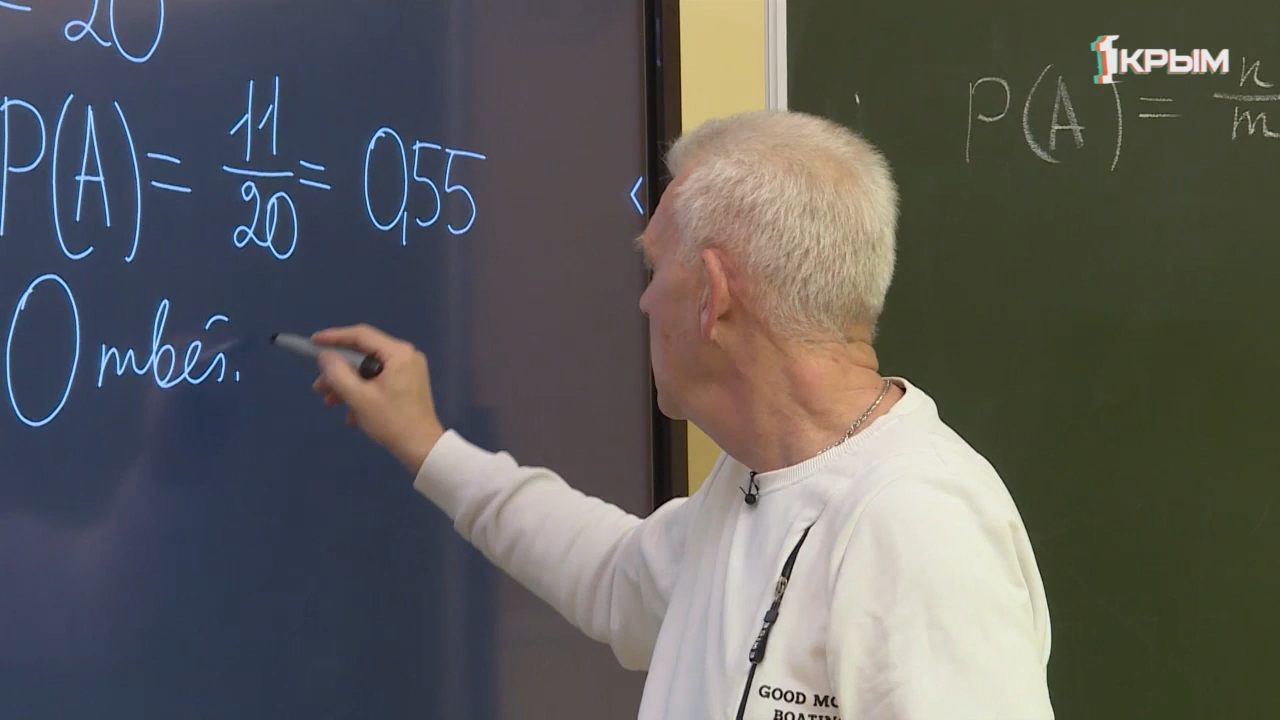 = 20
P(A) = 11/20 = 0,55
Ответ.
1КРЫМ
P(A) = n/m
GOOD MO
BOATIN